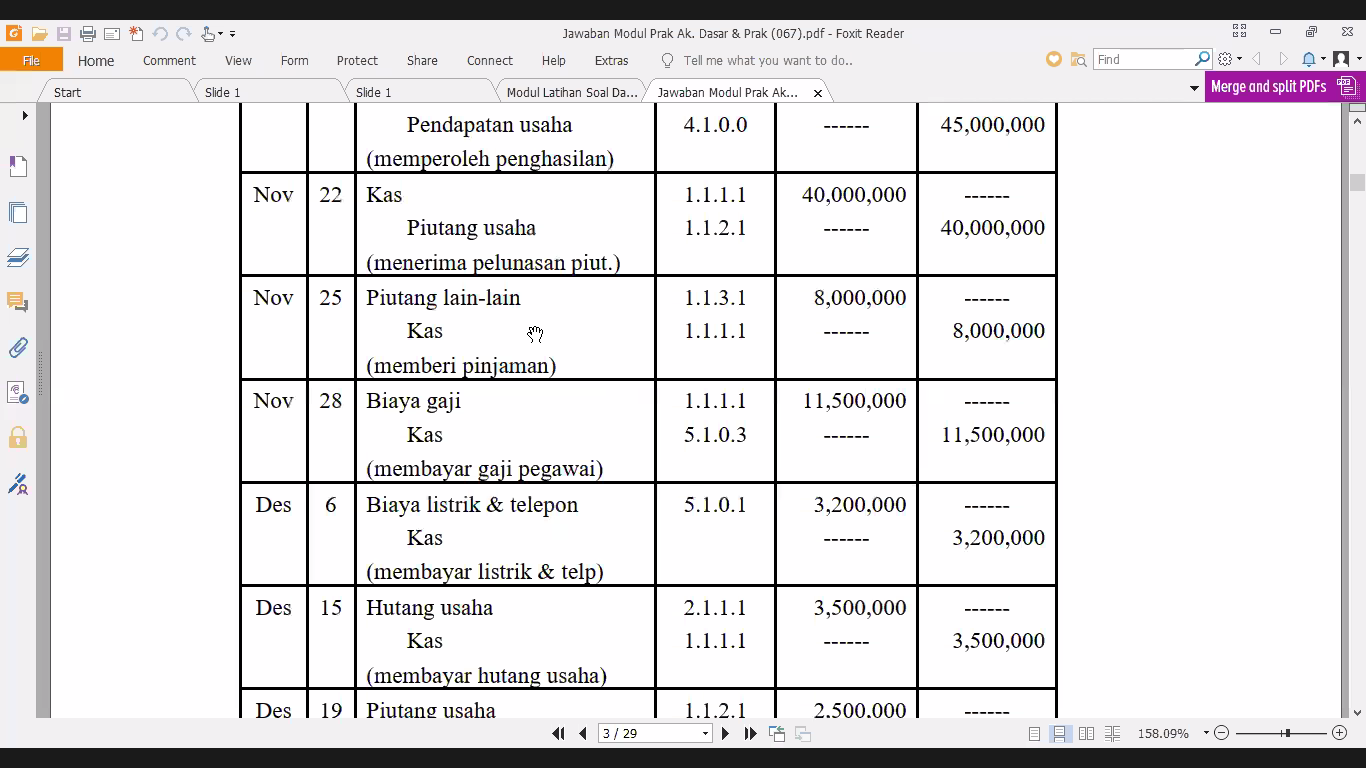 Jawaban Modul Prak Ak. Dasar & Prak (067).pdf - Foxit Reader
File Home Comment View Form Protect Share Connect Help Extras Tell me what you want to do.. Find
Start Slide 1 Slide 1 Modul Latihan Soal Da... Jawaban Modul Prak Ak... Merge and split PDFs
Pendapatan usaha 4.1.0.0 ------ 45,000,000
(memperoleh penghasilan)
Nov 22 Kas 1.1.1.1 40,000,000 ------
Piutang usaha 1.1.2.1 ------ 40,000,000
(menerima pelunasan piut.)
Nov 25 Piutang lain-lain 1.1.3.1 8,000,000 ------
Kas 1.1.1.1 ------ 8,000,000
(memberi pinjaman)
Nov 28 Biaya gaji 1.1.1.1 11,500,000 ------
Kas 5.1.0.3 ------ 11,500,000
(membayar gaji pegawai)
Des 6 Biaya listrik & telepon 5.1.0.1 3,200,000 ------
Kas ------ 3,200,000
(membayar listrik & telp)
Des 15 Hutang usaha 2.1.1.1 3,500,000 ------
Kas 1.1.1.1 ------ 3,500,000
(membayar hutang usaha)
Des 19 Piutang usaha 1.1.2.1 2,500,000 ------
3 / 29 158.09%